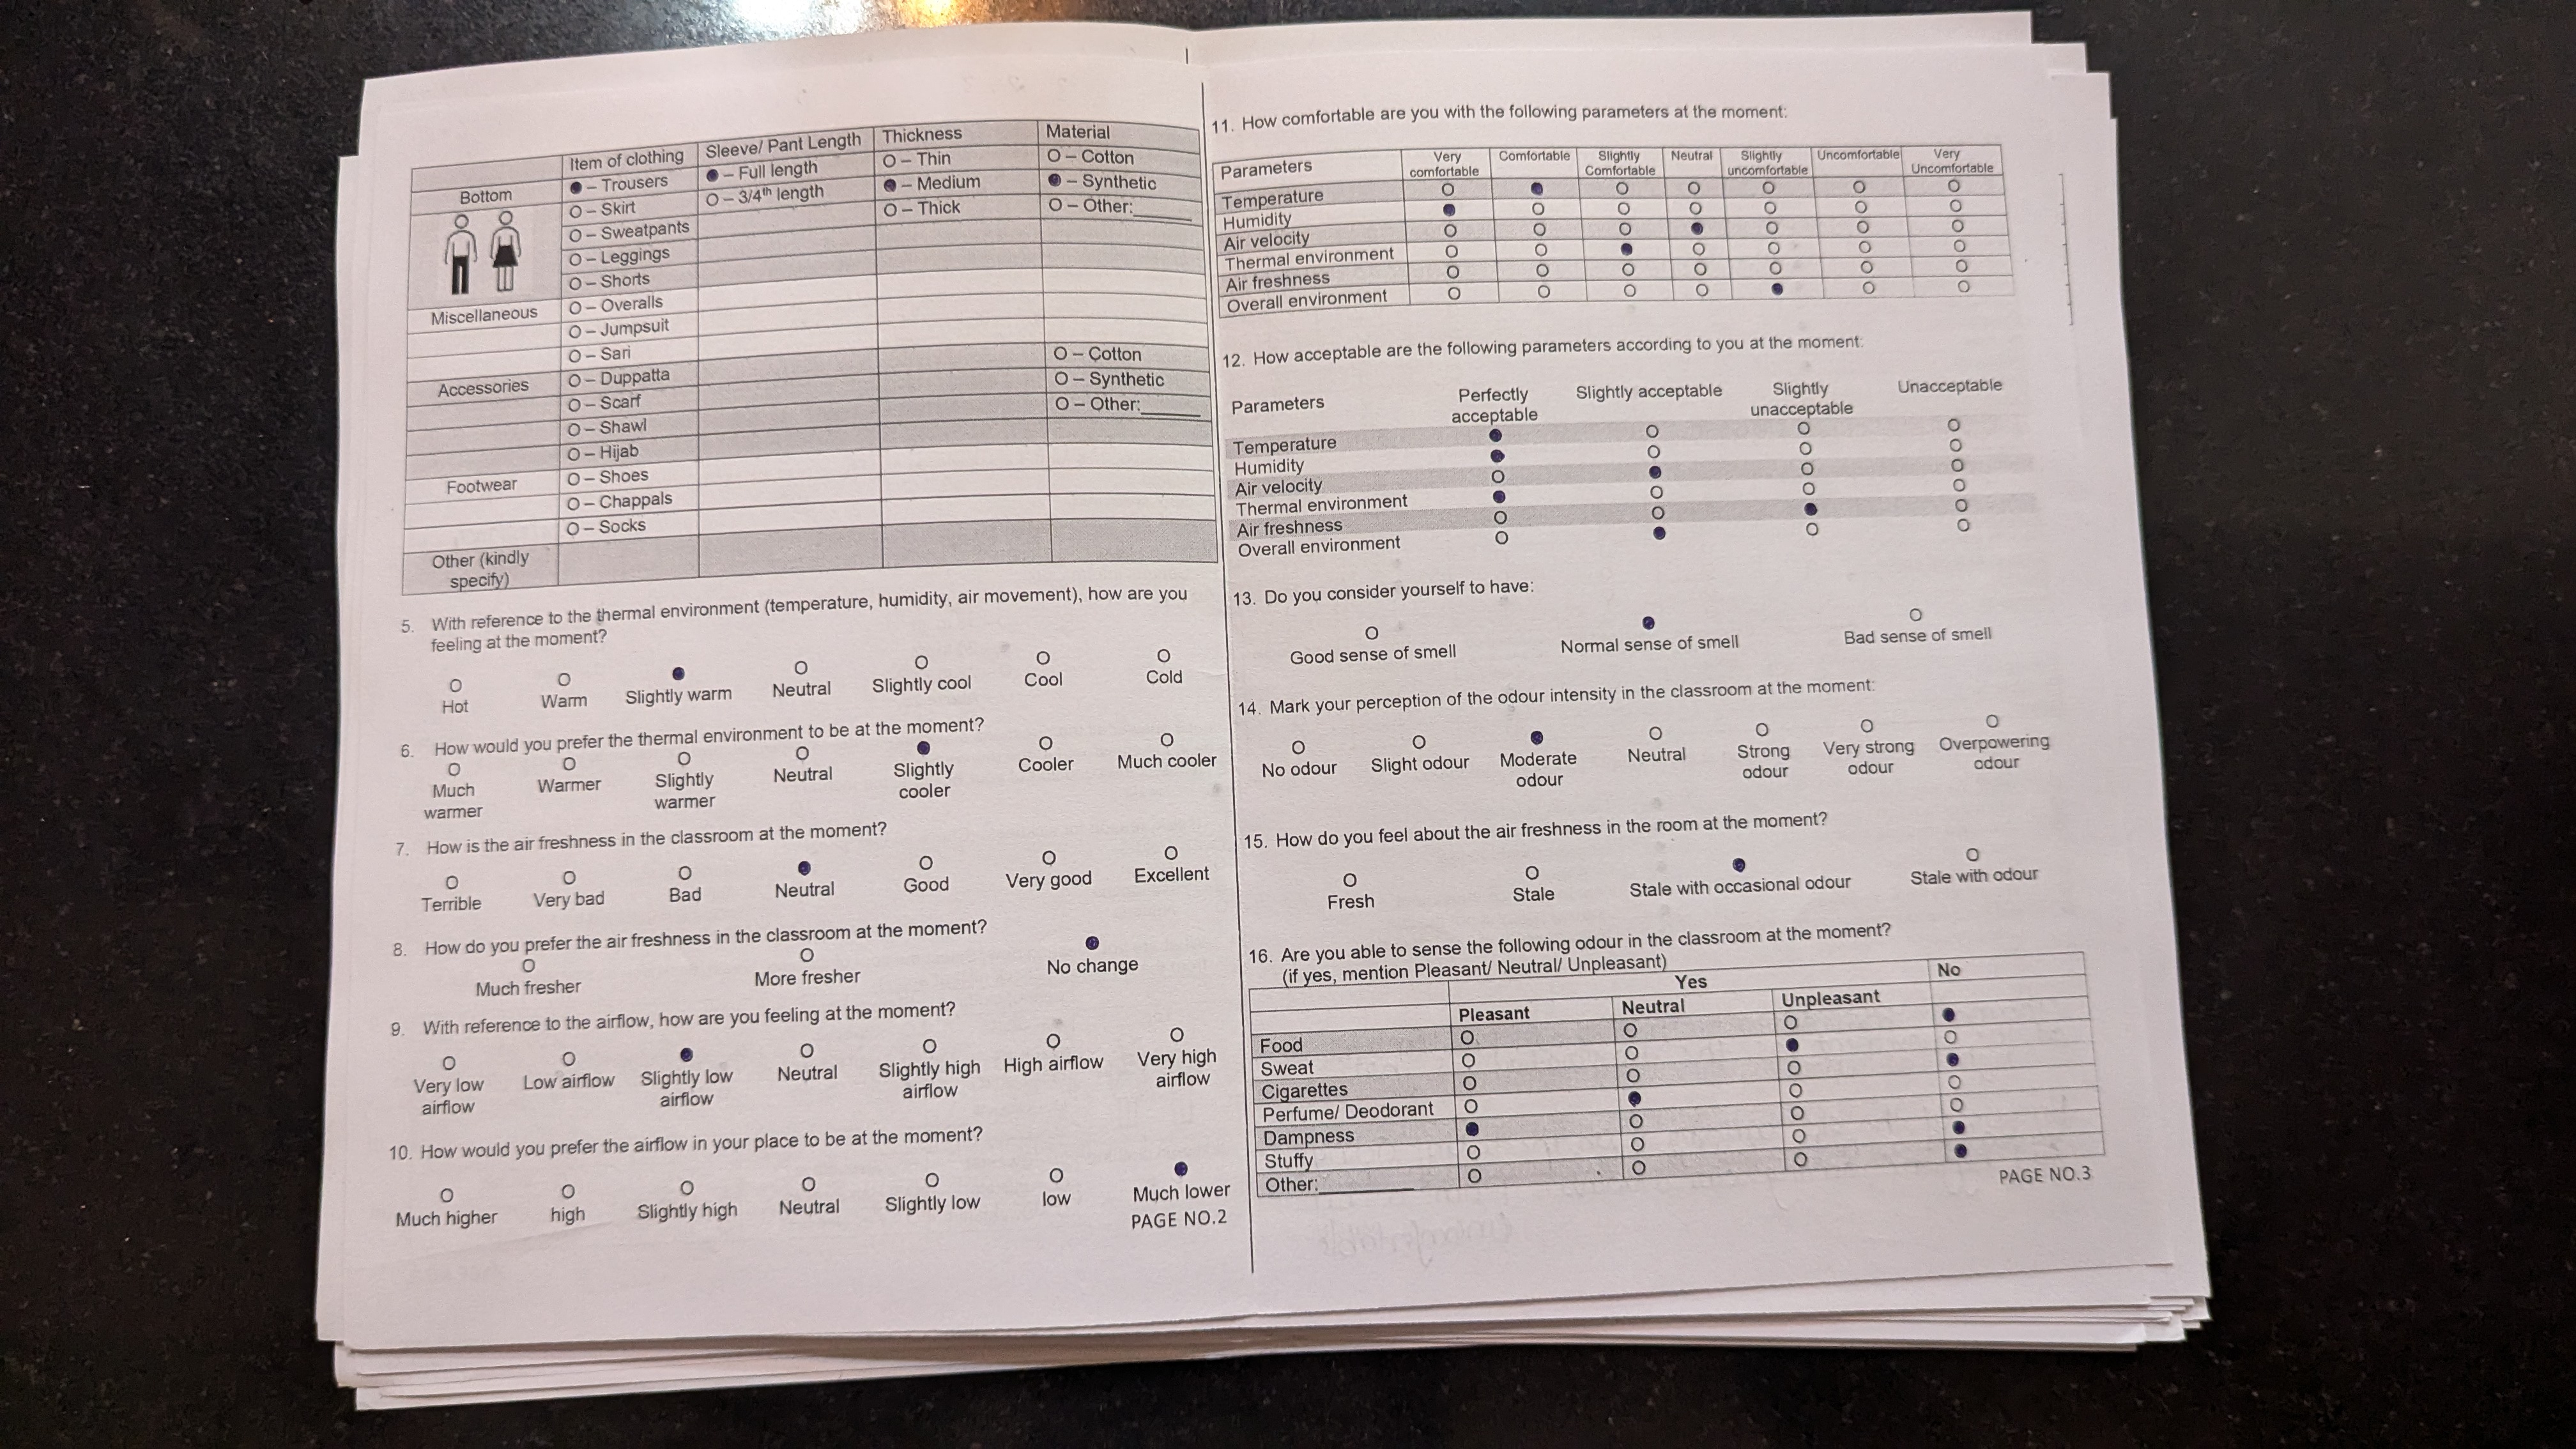 Item of clothing Sleeve/ Pant Length Thickness Material
Bottom ● – Trousers ● – Full length O – Thin O – Cotton
O – Skirt O – 3/4th length ● – Medium ● – Synthetic
O – Sweatpants O – Thick O – Other:______
O – Leggings
O – Shorts
Miscellaneous O – Overalls
O – Jumpsuit
O – Sari
Accessories O – Duppatta O – Cotton
O – Scarf O – Synthetic
O – Shawl O – Other:______
O – Hijab
Footwear O – Shoes
O – Chappals
O – Socks
Other (kindly
specify)
5. With reference to the thermal environment (temperature, humidity, air movement), how are you
feeling at the moment?
O O ● O O O O
Hot Warm Slightly warm Neutral Slightly cool Cool Cold
6. How would you prefer the thermal environment to be at the moment?
O O O O ● O O
Much Warmer Slightly Neutral Slightly Cooler Much cooler
warmer warmer cooler
7. How is the air freshness in the classroom at the moment?
O O O ● O O O
Terrible Very bad Bad Neutral Good Very good Excellent
8. How do you prefer the air freshness in the classroom at the moment?
O O ●
Much fresher More fresher No change
9. With reference to the airflow, how are you feeling at the moment?
O O ● O O O O
Very low Low airflow Slightly low Neutral Slightly high High airflow Very high
airflow airflow airflow airflow
10. How would you prefer the airflow in your place to be at the moment?
O O O O O O ●
Much higher high Slightly high Neutral Slightly low low Much lower
PAGE NO.2
11. How comfortable are you with the following parameters at the moment:
Parameters Very Comfortable Slightly Neutral Slightly Uncomfortable Very
comfortable Comfortable uncomfortable Uncomfortable
Temperature O ● O O O O O
Humidity ● O O O O O O
Air velocity O O O ● O O O
Thermal environment O O ● O O O O
Air freshness O O O O O O O
Overall environment O O O O ● O O
12. How acceptable are the following parameters according to you at the moment:
Parameters Perfectly Slightly acceptable Slightly Unacceptable
acceptable unacceptable
Temperature ● O O O
Humidity ● O O O
Air velocity O ● O O
Thermal environment ● O O O
Air freshness O O ● O
Overall environment O ● O O
13. Do you consider yourself to have:
O ● O
Good sense of smell Normal sense of smell Bad sense of smell
14. Mark your perception of the odour intensity in the classroom at the moment:
O O ● O O O O
No odour Slight odour Moderate Neutral Strong Very strong Overpowering
odour odour odour odour
15. How do you feel about the air freshness in the room at the moment?
O O ● O
Fresh Stale Stale with occasional odour Stale with odour
16. Are you able to sense the following odour in the classroom at the moment?
(if yes, mention Pleasant/ Neutral/ Unpleasant)
Yes No
Pleasant Neutral Unpleasant
Food O O O ●
Sweat O O ● O
Cigarettes O O O ●
Perfume/ Deodorant O ● O O
Dampness ● O O O
Stuffy O O O ●
Other:________ O O O ●
PAGE NO.3